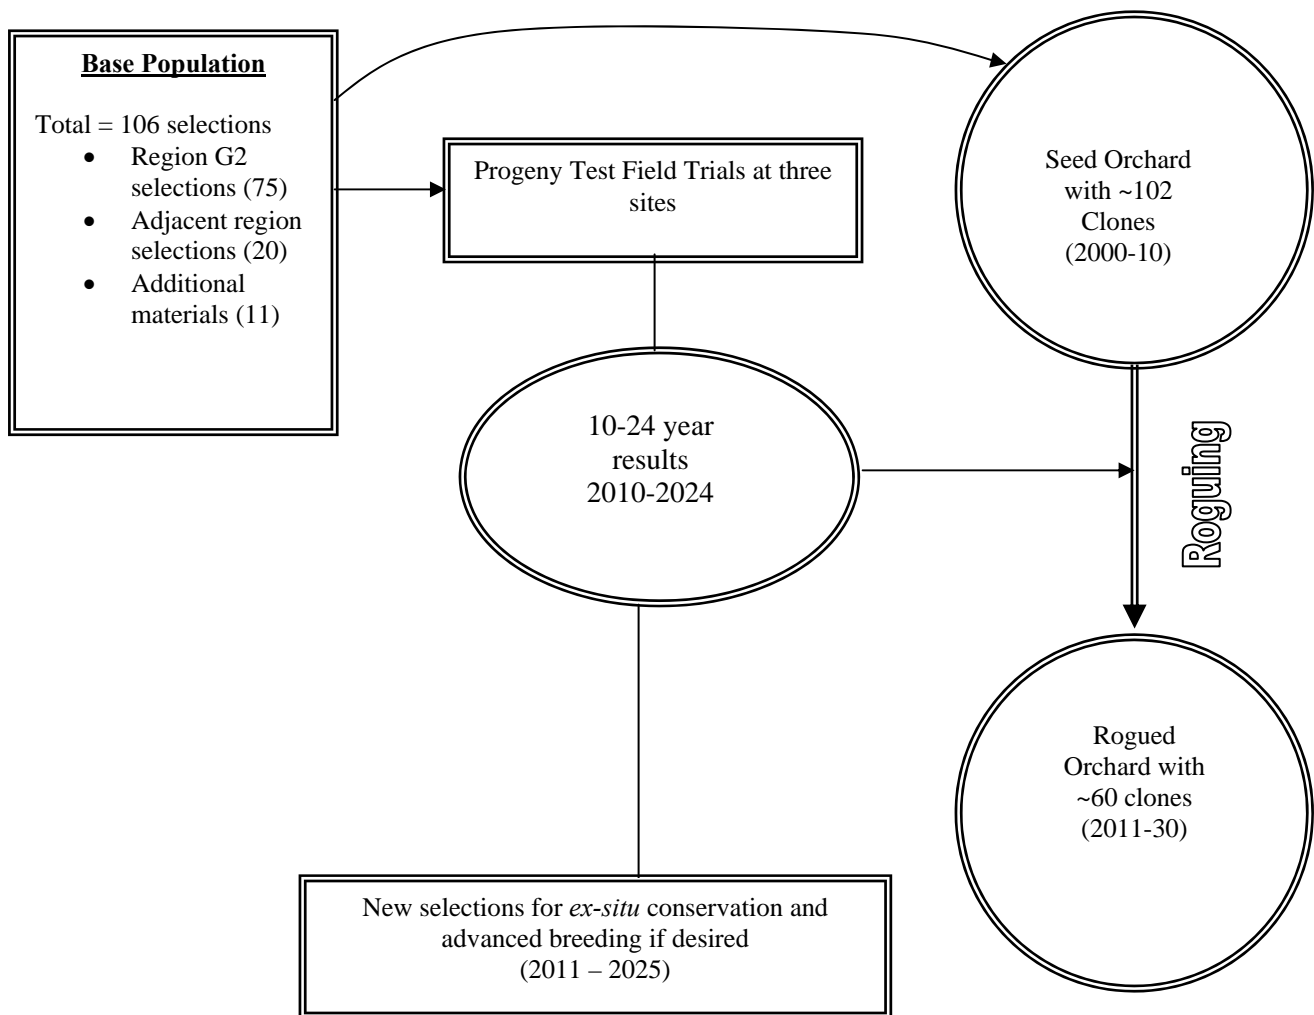 Base Population
Total = 106 selections
• Region G2
selections (75)
• Adjacent region
selections (20)
• Additional
materials (11)
Progeny Test Field Trials at three
sites
Seed Orchard
with ~102
Clones
(2000-10)
10-24 year
results
2010-2024
Roguing
Rogued
Orchard with
~60 clones
(2011-30)
New selections for ex-situ conservation and
advanced breeding if desired
(2011 – 2025)